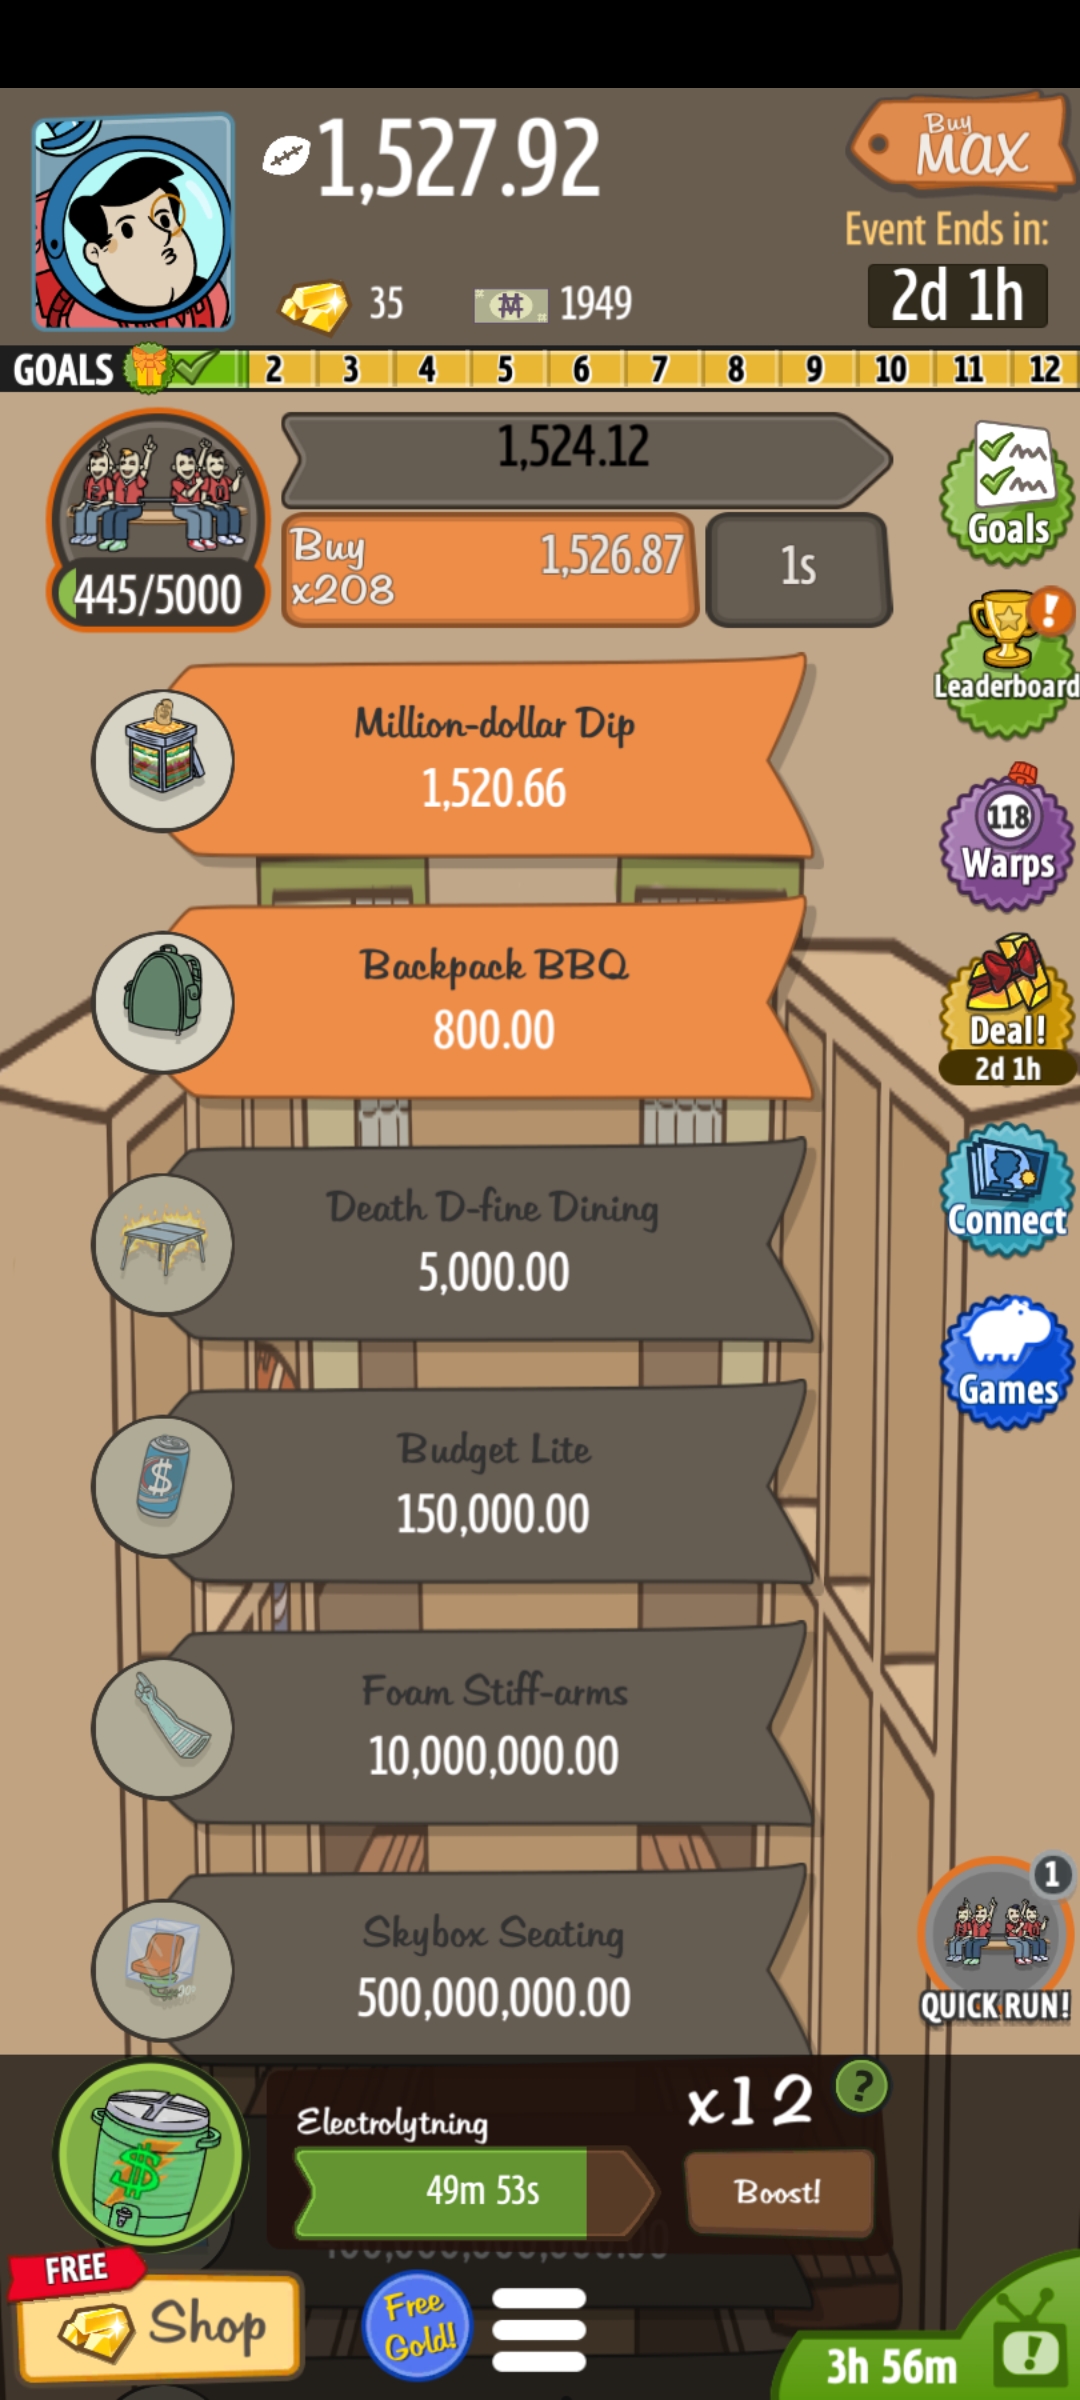 1,527.92
Buy
MAX
Event Ends in:
35
1949
2d 1h
GOALS 2 3 4 5 6 7 8 9 10 11 12
1,524.12
445/5000
Buy
x208
1,526.87
1s
Goals
!
Leaderboard
Million-dollar Dip
1,520.66
118
Warps
Backpack BBQ
800.00
Deal!
2d 1h
Death D-fine Dining
5,000.00
Connect
Games
Budget Lite
150,000.00
Foam Stiff-arms
10,000,000.00
Skybox Seating
500,000,000.00
1
QUICK RUN!
Electrolytning
49m 53s
x12
?
Boost!
$
FREE
Shop
Free
Gold!
3h 56m
!